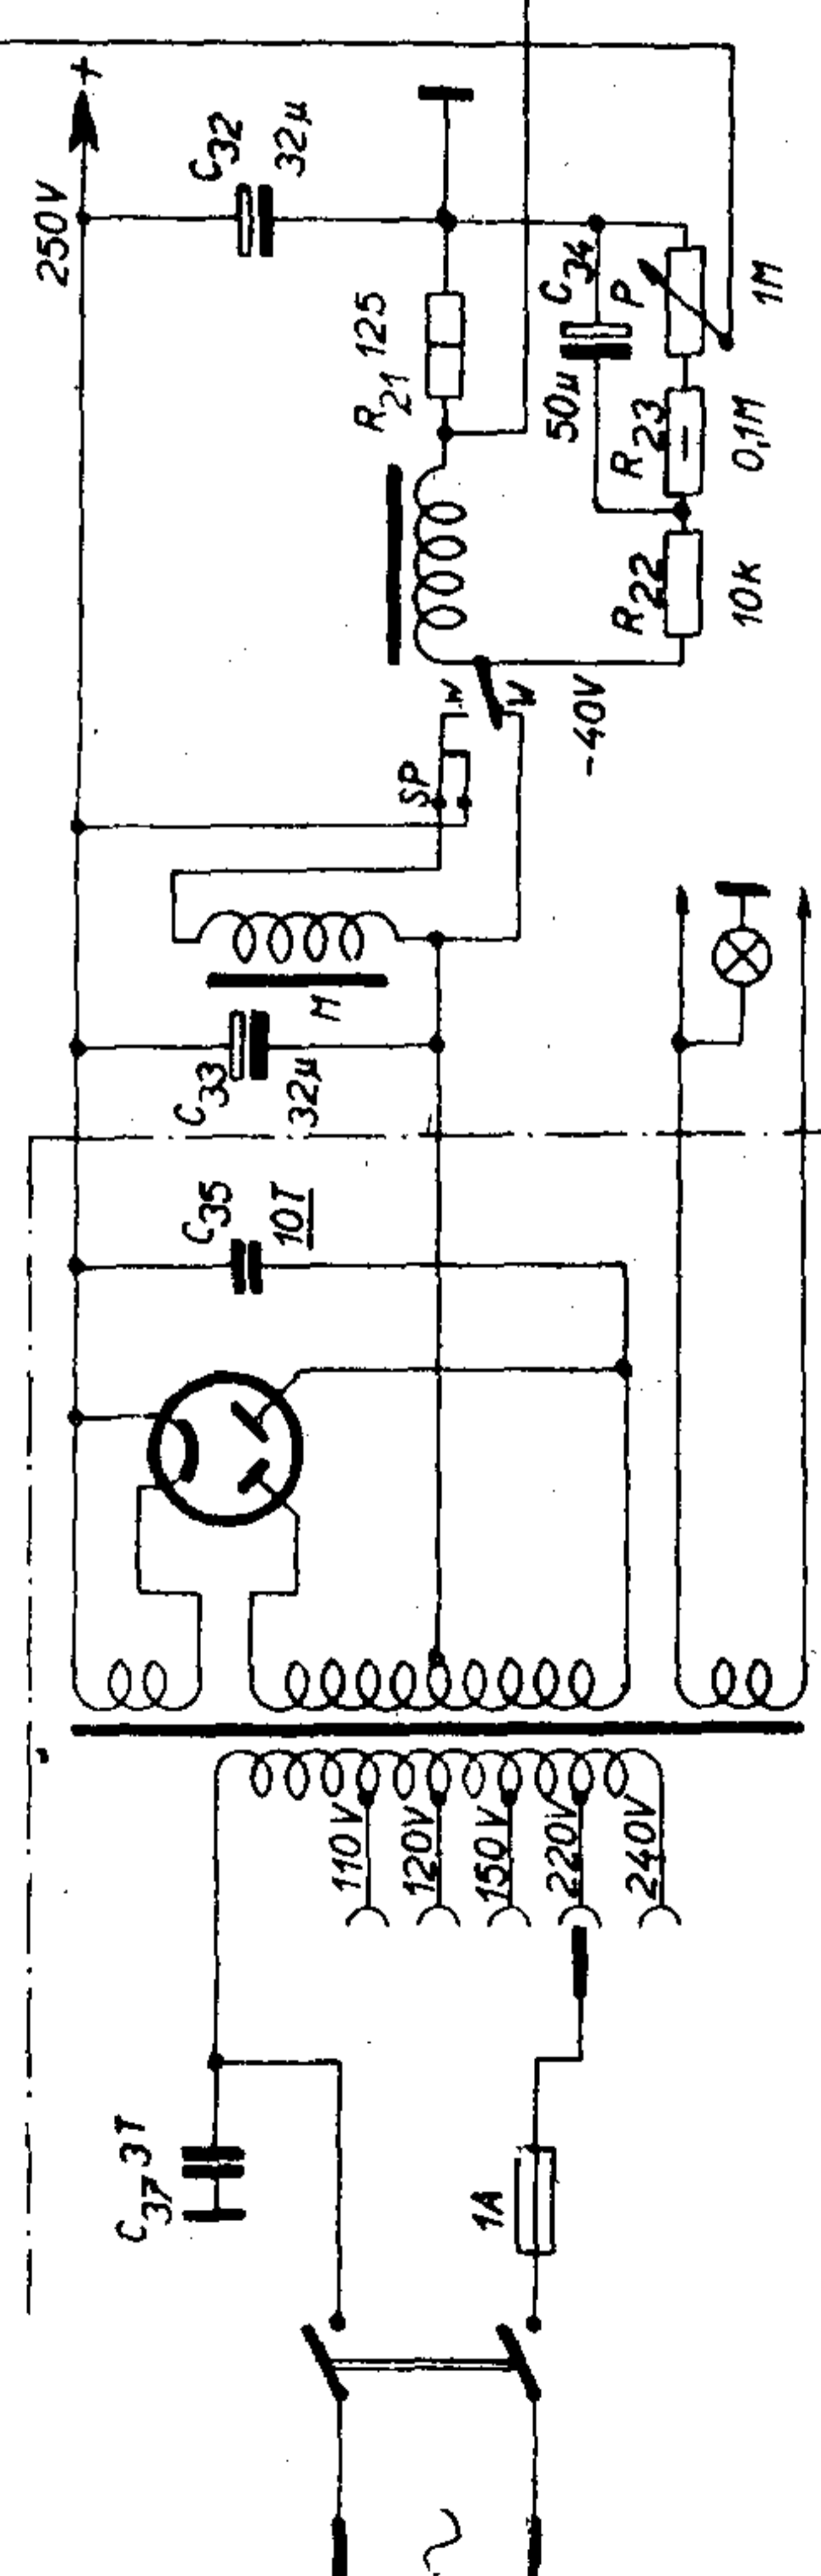 250V
+
C32
32µ
R21 125
C34
50µ
P
1M
R23
0,1M
R22
10k
-40V
W
W
SP
M
C33
32µ
C35
10T
110V
120V
150V
220V
240V
C37 3T
1A
~